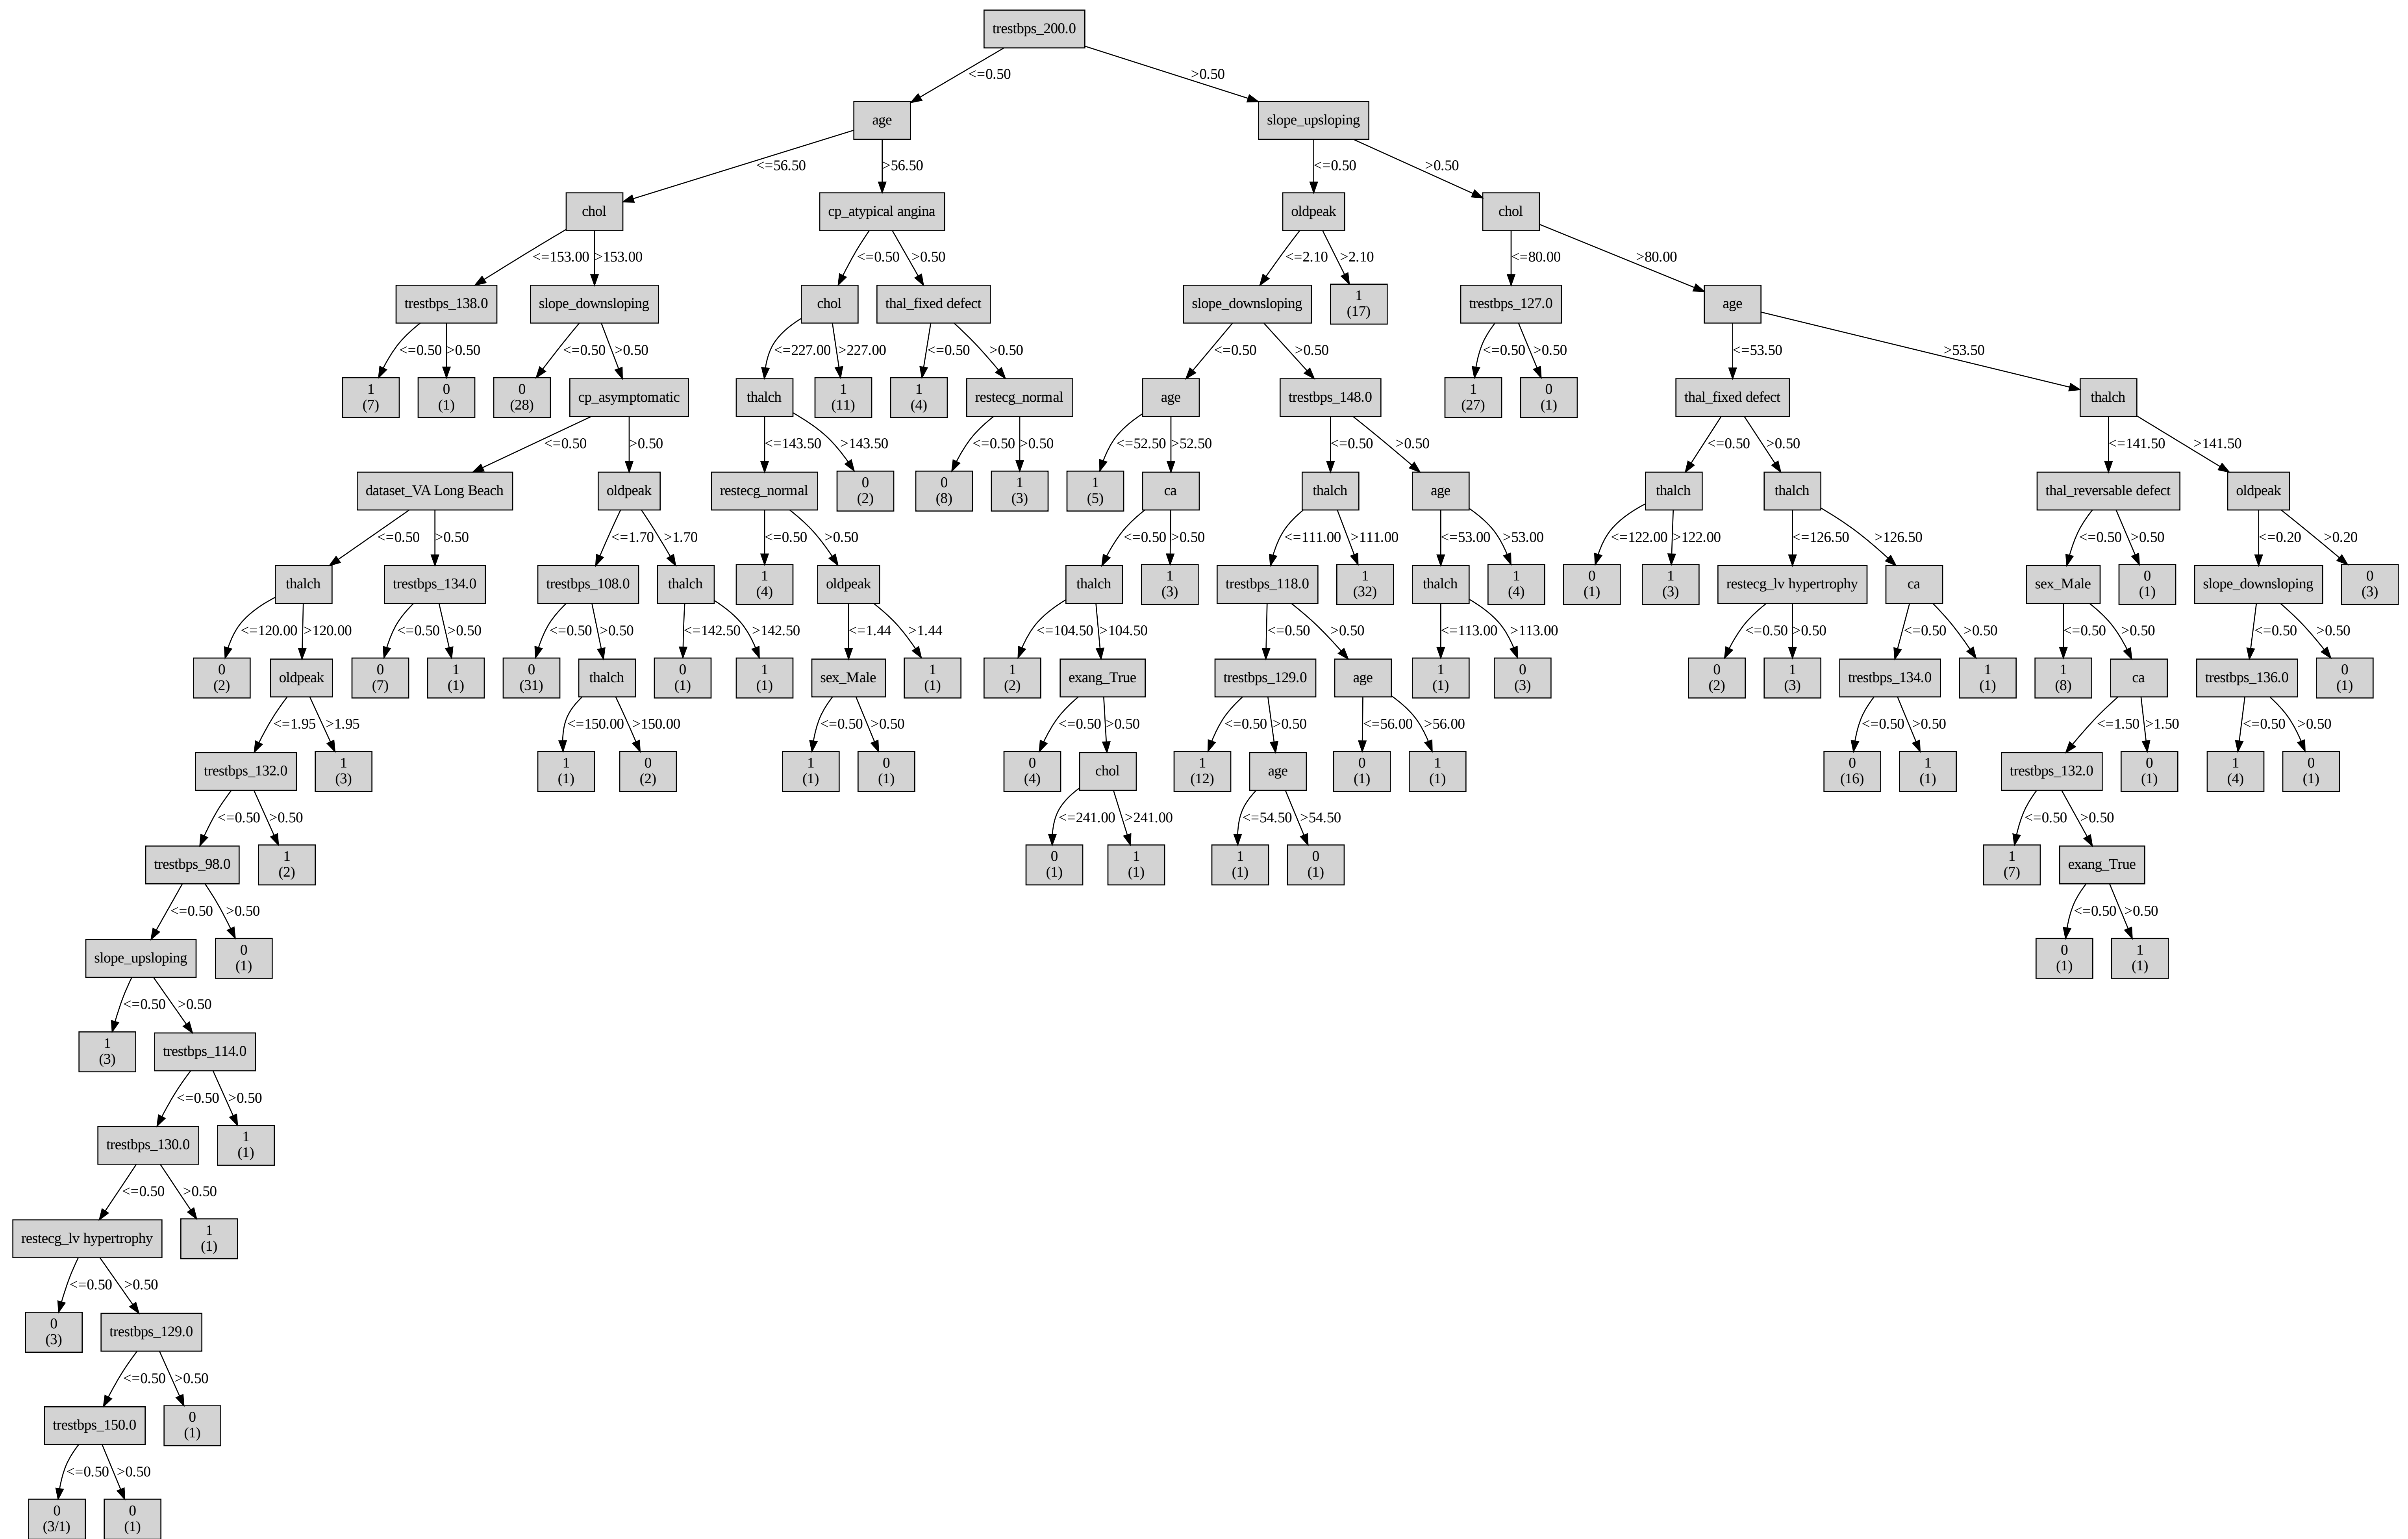 trestbps_200.0
<=0.50 >0.50
age slope_upsloping
<=56.50 >56.50 <=0.50 >0.50
chol cp_atypical angina oldpeak chol
<=153.00 >153.00 <=0.50 >0.50 <=2.10 >2.10 <=80.00 >80.00
trestbps_138.0 slope_downsloping chol thal_fixed defect slope_downsloping 1 trestbps_127.0 age
(17)
<=0.50 >0.50 <=0.50 >0.50 <=227.00 >227.00 <=0.50 >0.50 <=0.50 >0.50 <=0.50 >0.50 <=53.50 >53.50
1 0 0 cp_asymptomatic thalch 1 1 restecg_normal age trestbps_148.0 1 0 thal_fixed defect thalch
(7) (1) (28) (11) (4) (27) (1)
<=0.50 >0.50 <=143.50 >143.50 <=0.50 >0.50 <=52.50 >52.50 <=0.50 >0.50 <=0.50 >0.50 <=141.50 >141.50
dataset_VA Long Beach oldpeak restecg_normal 0 0 1 1 ca thalch age thalch thalch thal_reversable defect oldpeak
(2) (8) (3) (5)
<=0.50 >0.50 <=1.70 >1.70 <=0.50 >0.50 <=0.50 >0.50 <=111.00 >111.00 <=53.00 >53.00 <=122.00 >122.00 <=126.50 >126.50 <=0.50 >0.50 <=0.20 >0.20
thalch trestbps_134.0 trestbps_108.0 thalch 1 oldpeak thalch 1 trestbps_118.0 1 thalch 1 0 1 restecg_lv hypertrophy ca sex_Male 0 slope_downsloping 0
(4) (3) (32) (4) (1) (3) (1) (3)
<=120.00 >120.00 <=0.50 >0.50 <=0.50 >0.50 <=142.50 >142.50 <=1.44 >1.44 <=104.50 >104.50 <=0.50 >0.50 <=113.00 >113.00 <=0.50 >0.50 <=0.50 >0.50 <=0.50 >0.50 <=0.50 >0.50
0 oldpeak 0 1 0 thalch 0 1 sex_Male 1 1 exang_True trestbps_129.0 age 1 0 0 1 trestbps_134.0 1 1 ca trestbps_136.0 0
(2) (7) (1) (31) (1) (1) (1) (2) (1) (3) (2) (3) (1) (8) (1)
<=1.95 >1.95 <=150.00 >150.00 <=0.50 >0.50 <=0.50 >0.50 <=0.50 >0.50 <=56.00 >56.00 <=0.50 >0.50 <=1.50 >1.50 <=0.50 >0.50
trestbps_132.0 1 1 0 1 0 0 chol 1 age 0 1 0 1 trestbps_132.0 0 1 0
(3) (1) (2) (1) (1) (4) (12) (1) (1) (16) (1) (1) (4) (1)
<=0.50 >0.50 <=241.00 >241.00 <=54.50 >54.50 <=0.50 >0.50
trestbps_98.0 1 0 1 1 0 1 exang_True
(2) (1) (1) (1) (1) (7)
<=0.50 >0.50 <=0.50 >0.50
slope_upsloping 0 0 1
(1) (1) (1)
<=0.50 >0.50
1 trestbps_114.0
(3)
<=0.50 >0.50
trestbps_130.0 1
(1)
<=0.50 >0.50
restecg_lv hypertrophy 1
(1)
<=0.50 >0.50
0 trestbps_129.0
(3)
<=0.50 >0.50
trestbps_150.0 0
(1)
<=0.50 >0.50
0 0
(3/1) (1)